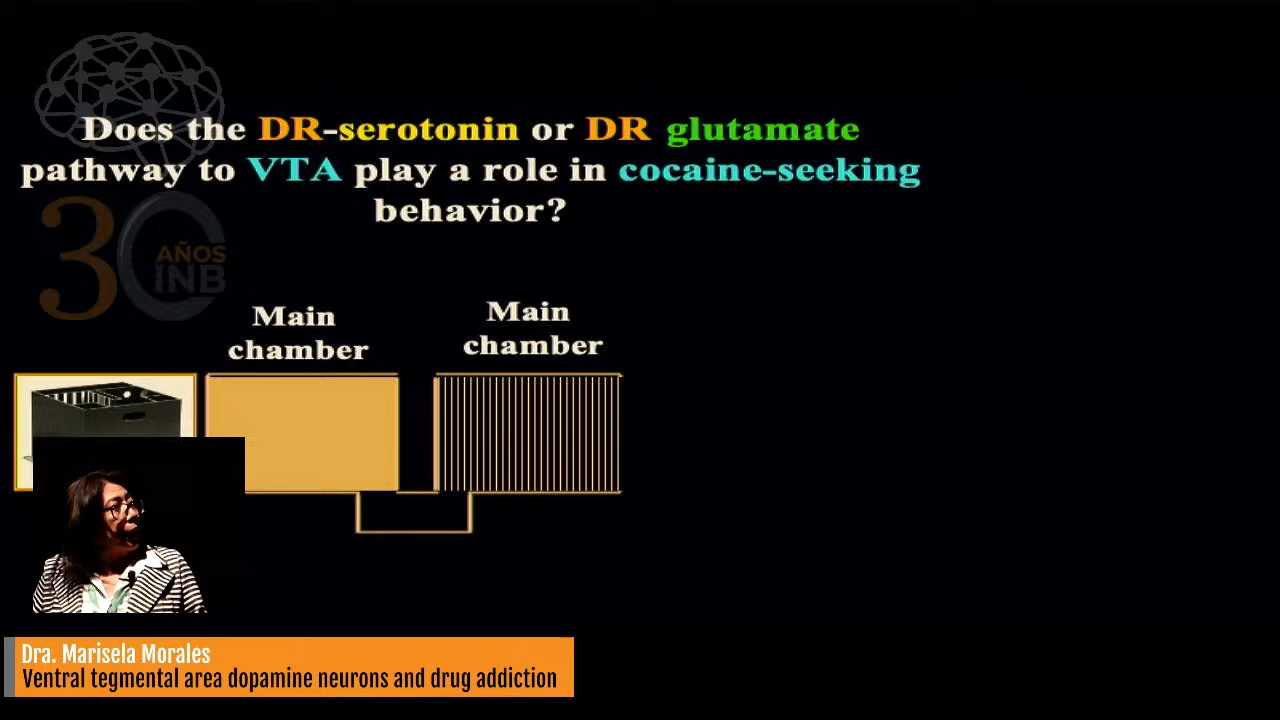 Does the DR-serotonin or DR glutamate
pathway to VTA play a role in cocaine-seeking
behavior?
30
AÑOS
INB
Main
chamber
Main
chamber
Dra. Marisela Morales
Ventral tegmental area dopamine neurons and drug addiction